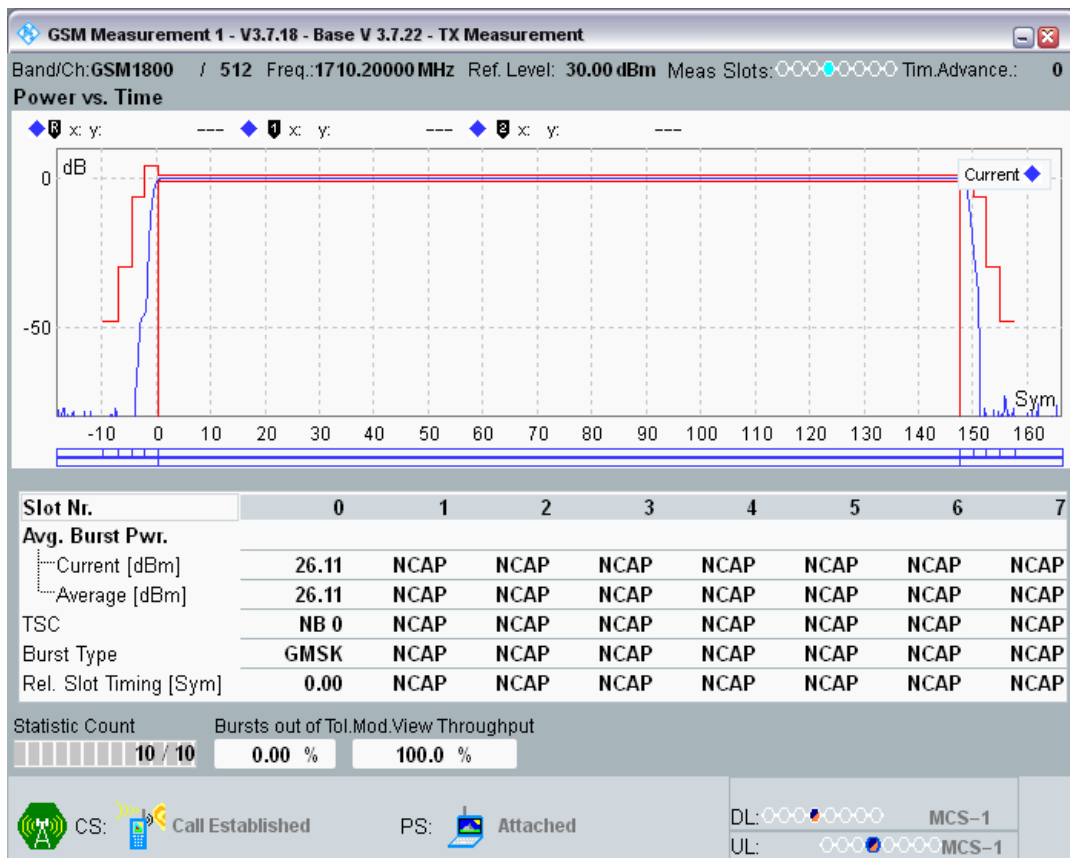 GSM Measurement 1 - V3.7.18 - Base V 3.7.22 - TX Measurement
Band/Ch:GSM1800 / 512 Freq.:1710.20000 MHz Ref. Level: 30.00 dBm Meas Slots: Tim.Advance.: 0
Power vs. Time
R x: y: --- 1 x: y: --- 2 x: y: ---
dB
Current
0
-50
Sym
-10 0 10 20 30 40 50 60 70 80 90 100 110 120 130 140 150 160
Slot Nr. 0 1 2 3 4 5 6 7
Avg. Burst Pwr.
Current [dBm] 26.11 NCAP NCAP NCAP NCAP NCAP NCAP NCAP
Average [dBm] 26.11 NCAP NCAP NCAP NCAP NCAP NCAP NCAP
TSC NB 0 NCAP NCAP NCAP NCAP NCAP NCAP NCAP
Burst Type GMSK NCAP NCAP NCAP NCAP NCAP NCAP NCAP
Rel. Slot Timing [Sym] 0.00 NCAP NCAP NCAP NCAP NCAP NCAP NCAP
Statistic Count Bursts out of Tol.Mod.View Throughput
10 / 10 0.00 % 100.0 %
CS: Call Established PS: Attached
DL: MCS-1
UL: MCS-1